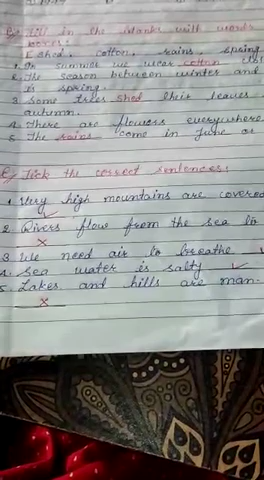 Fill in the blanks with words
boxes:
[shed, cotton, rains, spring
1. In summer we wear cotton
2. The season between winter and
is spring.
3. Some trees shed their leaves
autumn.
4. There are flowers everywhere
5. The rains come in June or
Tick the correct sentences:
1. Very high mountains are covered
✓
2. Rivers flow from the sea to
×
3. We need air to breathe ✓
4. Sea water is salty ✓
5. Lakes and hills are man-
×